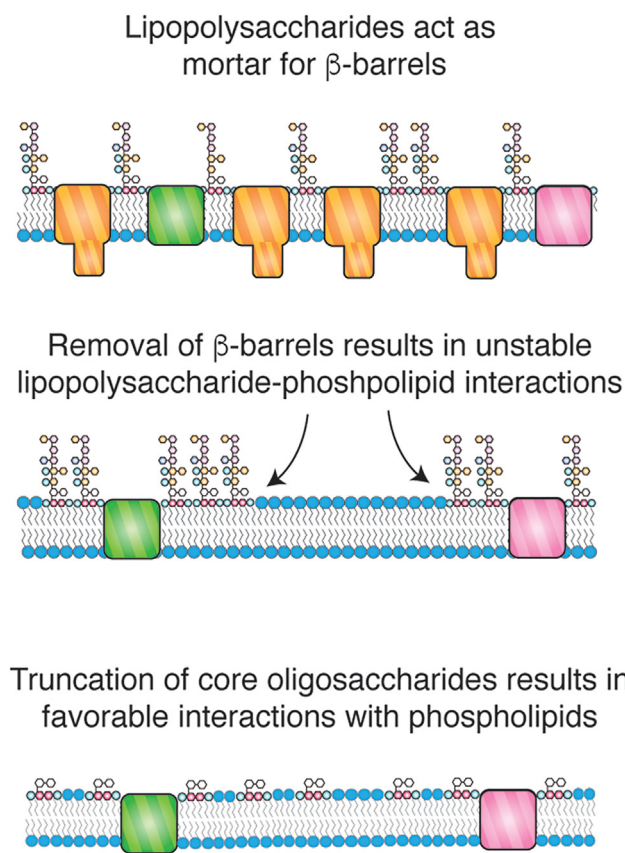 Lipopolysaccharides act as
mortar for β-barrels
Removal of β-barrels results in unstable
lipopolysaccharide-phoshpolipid interactions
Truncation of core oligosaccharides results in
favorable interactions with phospholipids